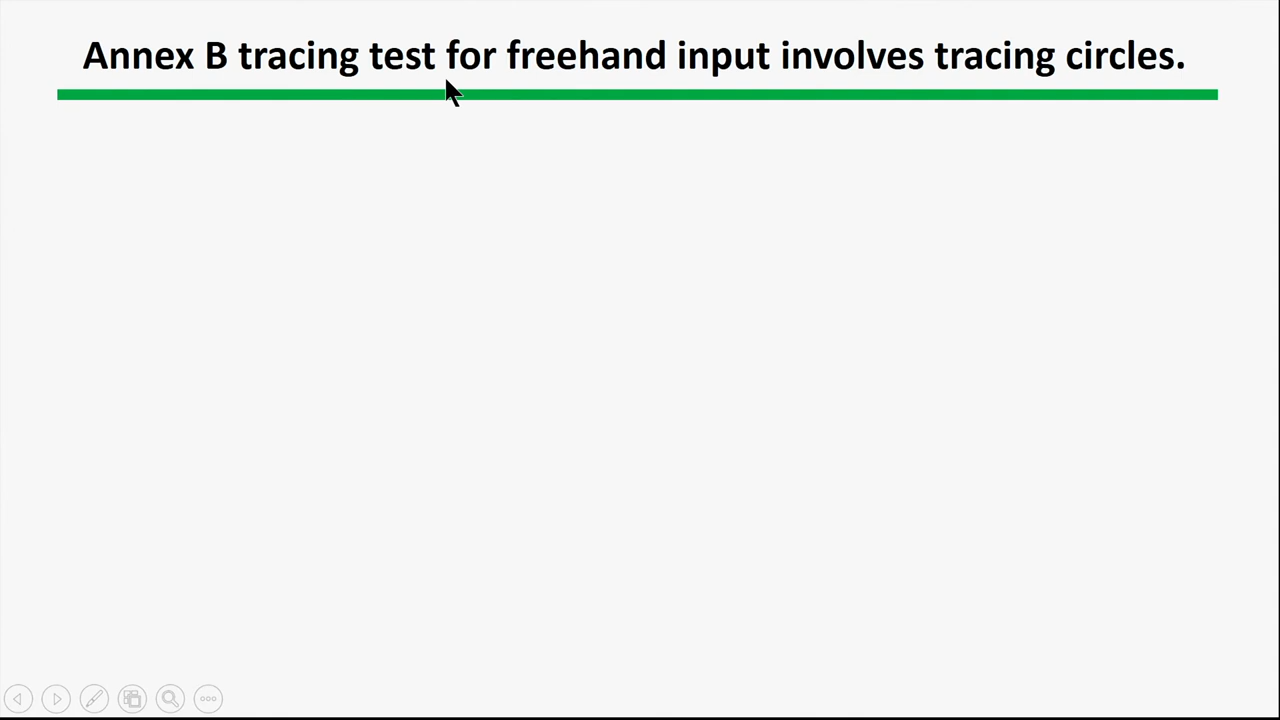 Annex B tracing test for freehand input involves tracing circles.